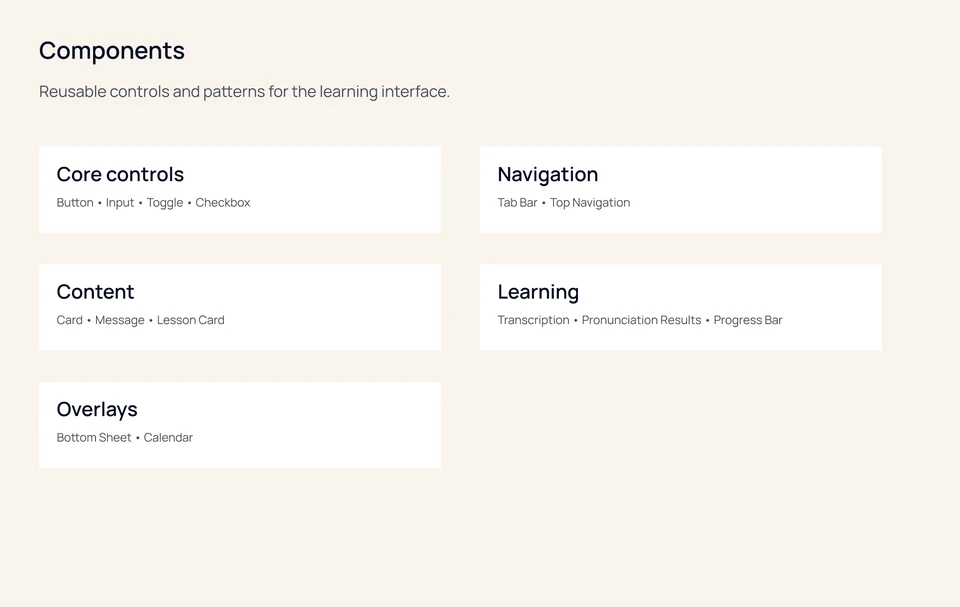 Components
Reusable controls and patterns for the learning interface.
Core controls
Button • Input • Toggle • Checkbox
Navigation
Tab Bar • Top Navigation
Content
Card • Message • Lesson Card
Learning
Transcription • Pronunciation Results • Progress Bar
Overlays
Bottom Sheet • Calendar